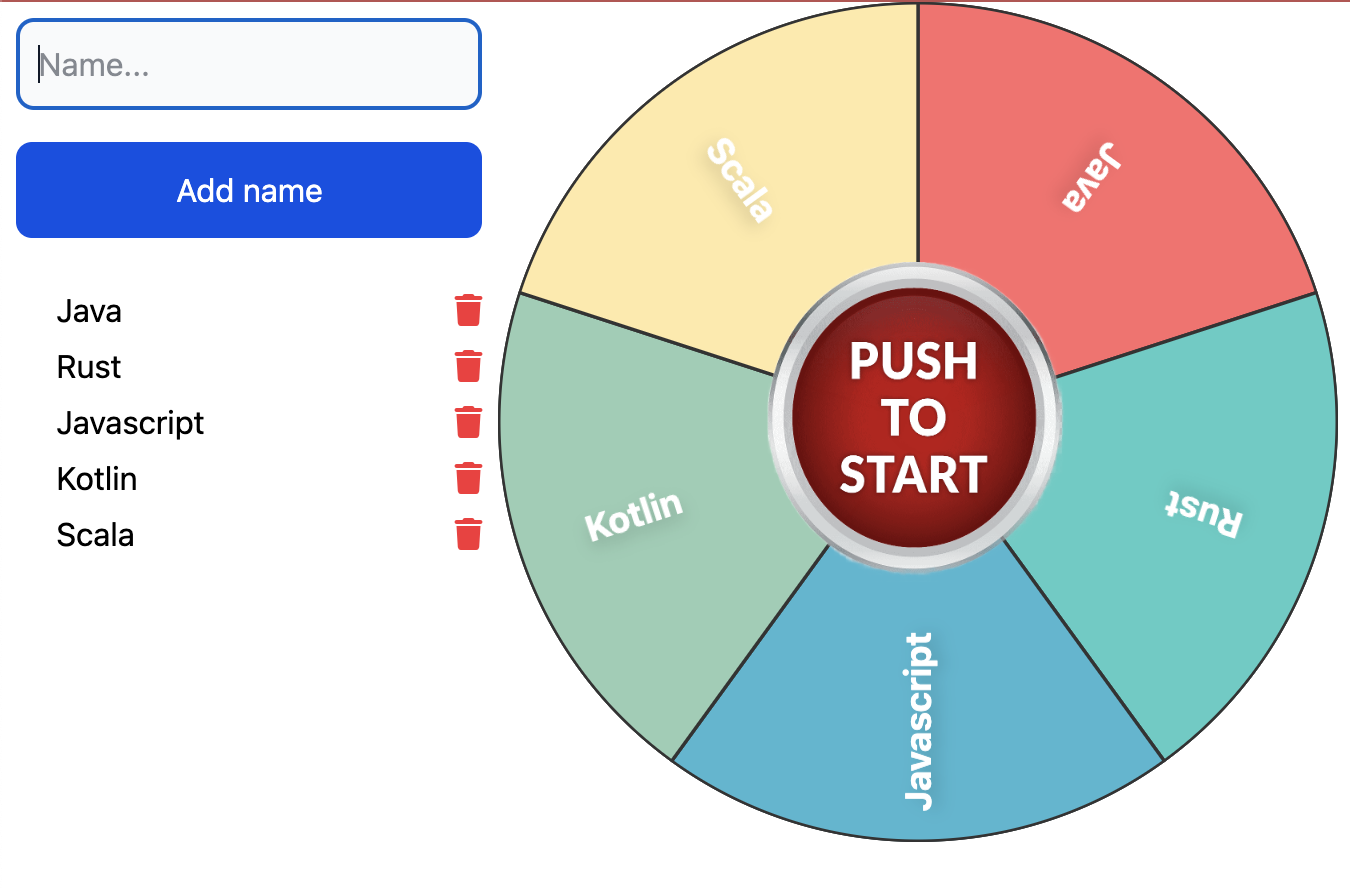 Name...
Add name
Java
Rust
Javascript
Kotlin
Scala
Scala
Java
PUSH
TO
START
Kotlin
Rust
Javascript